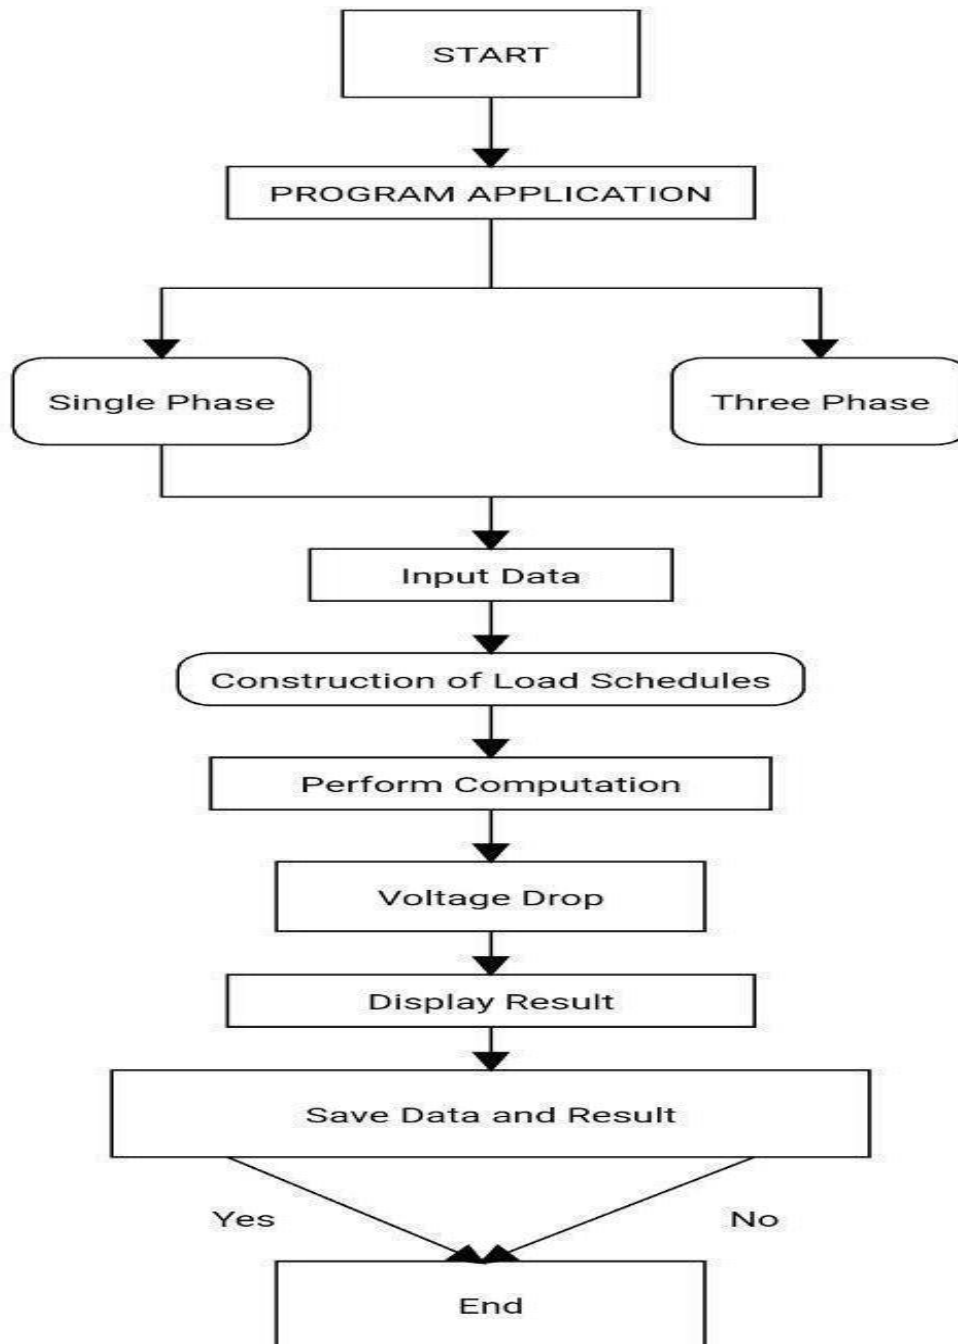 START
PROGRAM APPLICATION
Single Phase
Three Phase
Input Data
Construction of Load Schedules
Perform Computation
Voltage Drop
Display Result
Save Data and Result
Yes
No
End